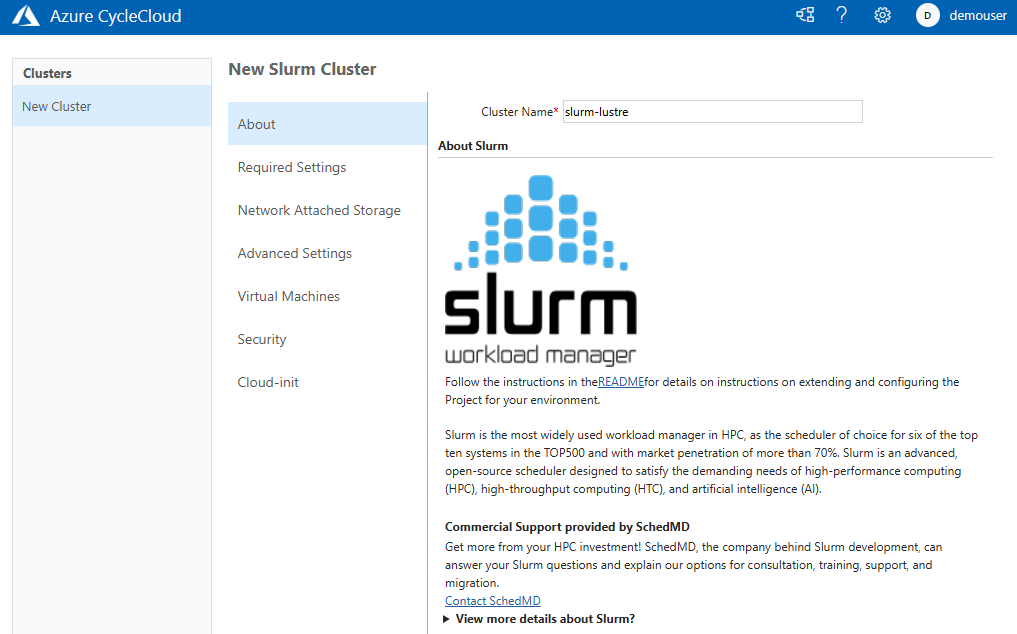 Azure CycleCloud
D
demouser
Clusters
New Cluster
New Slurm Cluster
About
Required Settings
Network Attached Storage
Advanced Settings
Virtual Machines
Security
Cloud-init
Cluster Name* slurm-lustre
About Slurm
slurm
workload manager
Follow the instructions in theREADMEfor details on instructions on extending and configuring the
Project for your environment.
Slurm is the most widely used workload manager in HPC, as the scheduler of choice for six of the top
ten systems in the TOP500 and with market penetration of more than 70%. Slurm is an advanced,
open-source scheduler designed to satisfy the demanding needs of high-performance computing
(HPC), high-throughput computing (HTC), and artificial intelligence (AI).
Commercial Support provided by SchedMD
Get more from your HPC investment! SchedMD, the company behind Slurm development, can
answer your Slurm questions and explain our options for consultation, training, support, and
migration.
Contact SchedMD
View more details about Slurm?